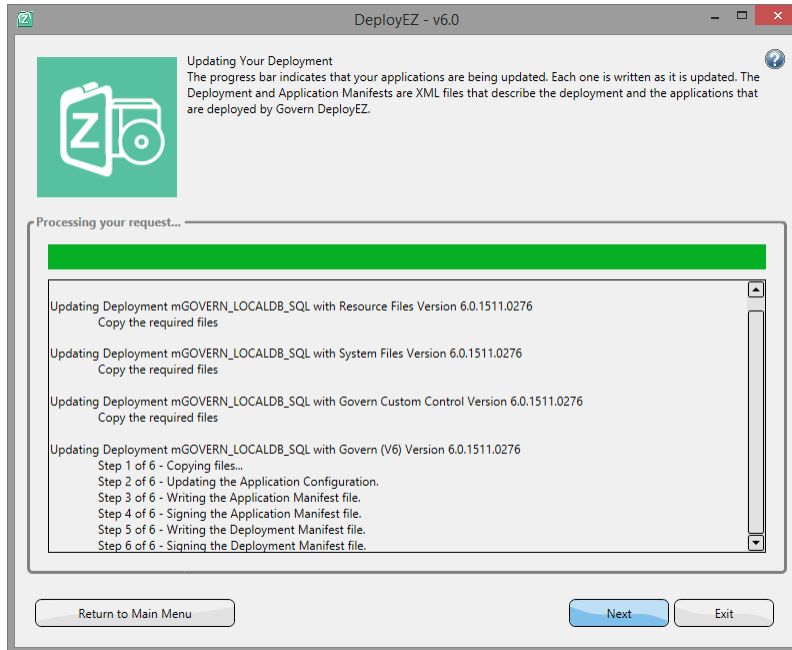 DeployEZ - v6.0
Updating Your Deployment
The progress bar indicates that your applications are being updated. Each one is written as it is updated. The
Deployment and Application Manifests are XML files that describe the deployment and the applications that
are deployed by Govern DeployEZ.
Processing your request...
Updating Deployment mGOVERN_LOCALDB_SQL with Resource Files Version 6.0.1511.0276
Copy the required files
Updating Deployment mGOVERN_LOCALDB_SQL with System Files Version 6.0.1511.0276
Copy the required files
Updating Deployment mGOVERN_LOCALDB_SQL with Govern Custom Control Version 6.0.1511.0276
Copy the required files
Updating Deployment mGOVERN_LOCALDB_SQL with Govern (V6) Version 6.0.1511.0276
Step 1 of 6 - Copying files...
Step 2 of 6 - Updating the Application Configuration.
Step 3 of 6 - Writing the Application Manifest file.
Step 4 of 6 - Signing the Application Manifest file.
Step 5 of 6 - Writing the Deployment Manifest file.
Step 6 of 6 - Signing the Deployment Manifest file.
Return to Main Menu
Next
Exit